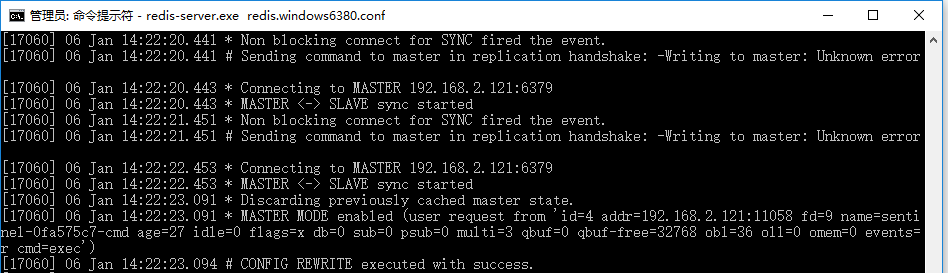 管理员: 命令提示符 - redis-server.exe redis.windows6380.conf
[17060] 06 Jan 14:22:20.441 * Non blocking connect for SYNC fired the event.
[17060] 06 Jan 14:22:20.441 # Sending command to master in replication handshake: -Writing to master: Unknown error
[17060] 06 Jan 14:22:20.443 * Connecting to MASTER 192.168.2.121:6379
[17060] 06 Jan 14:22:20.443 * MASTER <-> SLAVE sync started
[17060] 06 Jan 14:22:21.451 * Non blocking connect for SYNC fired the event.
[17060] 06 Jan 14:22:21.451 # Sending command to master in replication handshake: -Writing to master: Unknown error
[17060] 06 Jan 14:22:22.453 * Connecting to MASTER 192.168.2.121:6379
[17060] 06 Jan 14:22:22.453 * MASTER <-> SLAVE sync started
[17060] 06 Jan 14:22:23.091 * Discarding previously cached master state.
[17060] 06 Jan 14:22:23.091 * MASTER MODE enabled (user request from 'id=4 addr=192.168.2.121:11058 fd=9 name=senti
nel-0fa575c7-cmd age=27 idle=0 flags=x db=0 sub=0 psub=0 multi=3 qbuf=0 qbuf-free=32768 obl=36 oll=0 omem=0 events=
r cmd=exec')
[17060] 06 Jan 14:22:23.094 # CONFIG REWRITE executed with success.